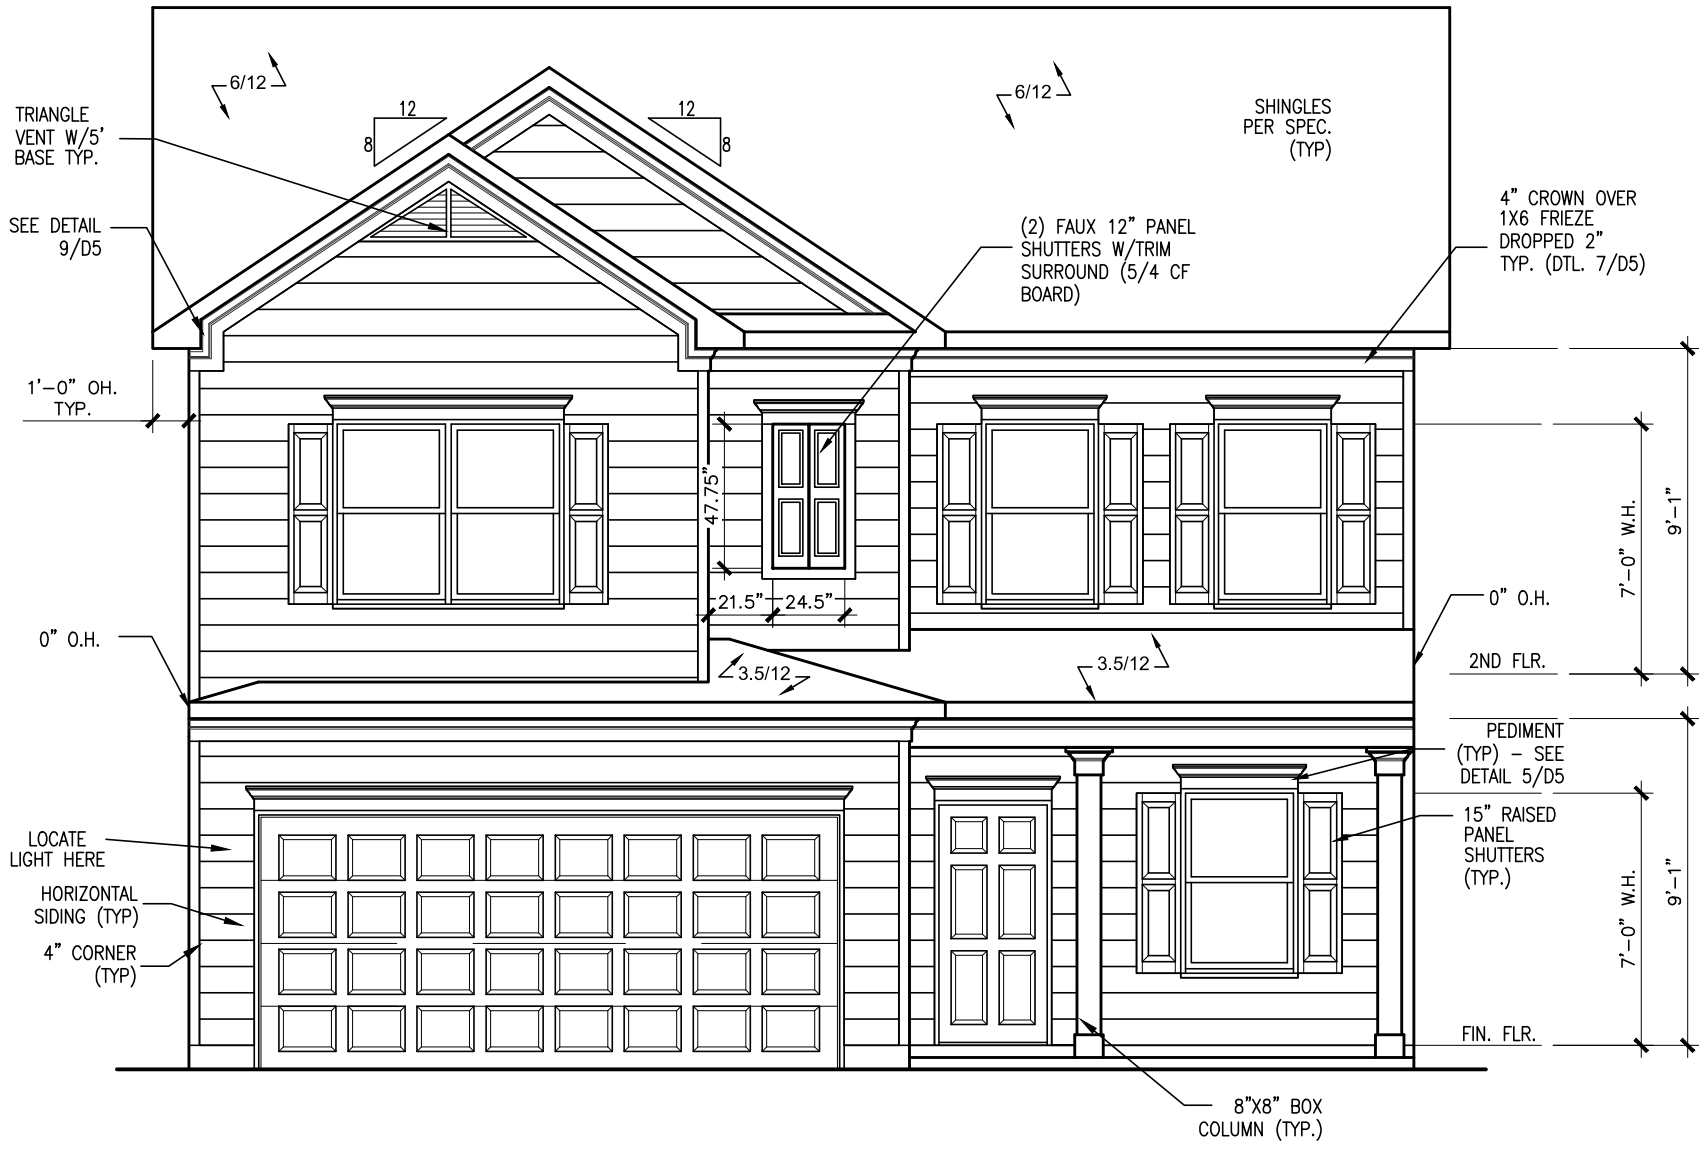 6/12
12
8
12
8
6/12
SHINGLES
PER SPEC.
(TYP)
TRIANGLE
VENT W/5'
BASE TYP.
SEE DETAIL
9/D5
(2) FAUX 12" PANEL
SHUTTERS W/TRIM
SURROUND (5/4 CF
BOARD)
4" CROWN OVER
1X6 FRIEZE
DROPPED 2"
TYP. (DTL. 7/D5)
1'-0" OH.
TYP.
47.75"
21.5"
24.5"
7'-0" W.H.
9'-1"
0" O.H.
0" O.H.
3.5/12
3.5/12
2ND FLR.
PEDIMENT
(TYP) - SEE
DETAIL 5/D5
15" RAISED
PANEL
SHUTTERS
(TYP.)
LOCATE
LIGHT HERE
HORIZONTAL
SIDING (TYP)
4" CORNER
(TYP)
7'-0" W.H.
9'-1"
FIN. FLR.
8"X8" BOX
COLUMN (TYP.)